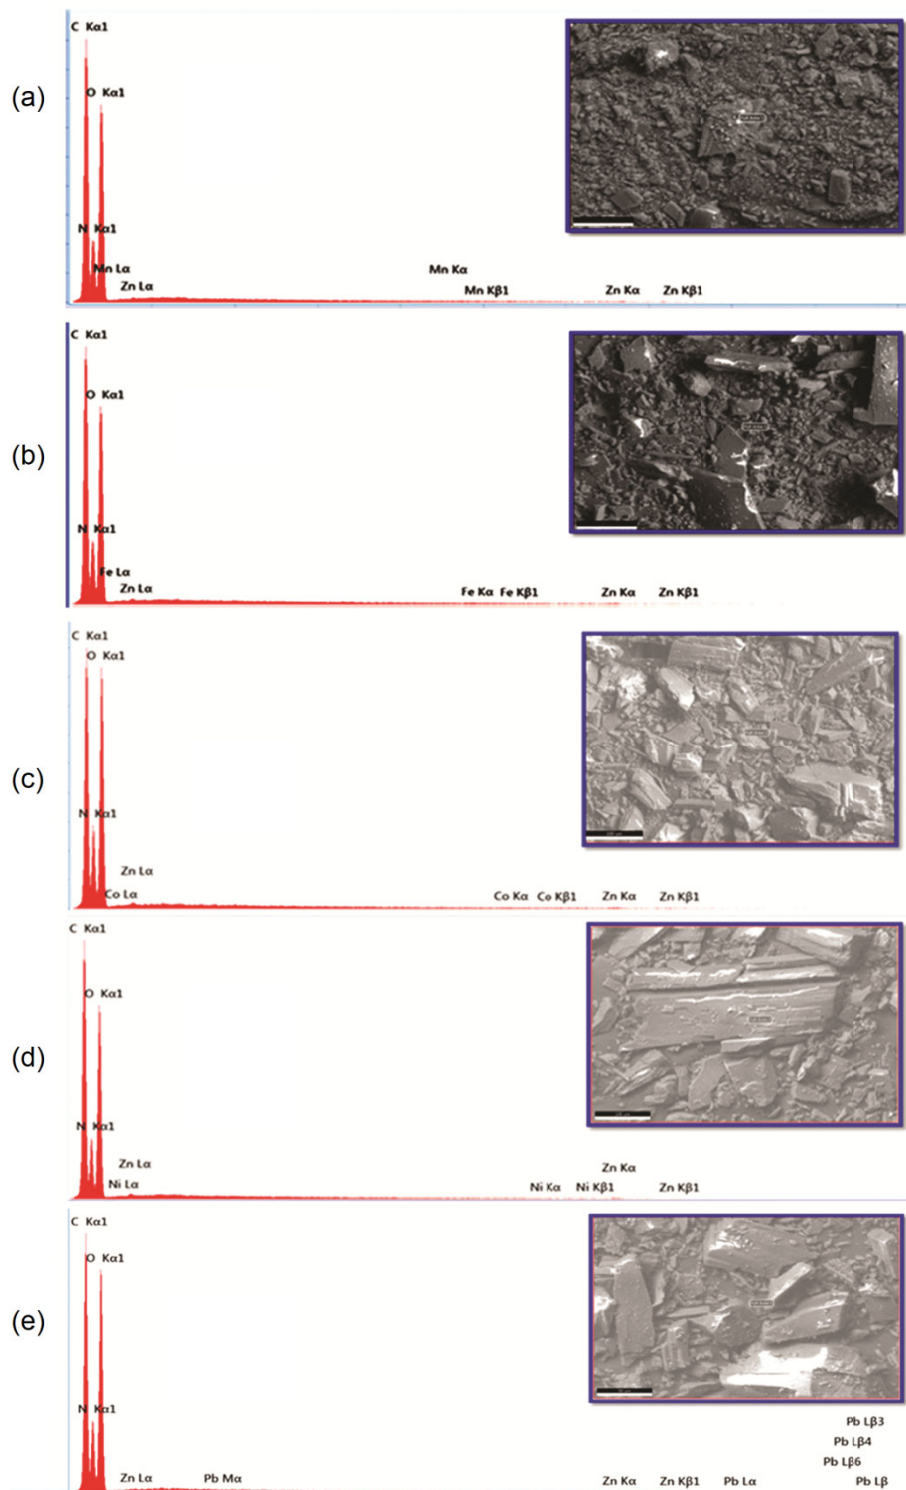 (a)
C Kα1
O Kα1
N Kα1
Mn Lα
Zn Lα
Mn Kα
Mn Kβ1
Zn Kα
Zn Kβ1
(b)
C Kα1
O Kα1
N Kα1
Fe Lα
Zn Lα
Fe Kα
Fe Kβ1
Zn Kα
Zn Kβ1
(c)
C Kα1
O Kα1
N Kα1
Zn Lα
Co Lα
Co Kα
Co Kβ1
Zn Kα
Zn Kβ1
(d)
C Kα1
O Kα1
N Kα1
Zn Lα
Ni Lα
Zn Kα
Ni Kα
Ni Kβ1
Zn Kβ1
(e)
C Kα1
O Kα1
N Kα1
Zn Lα
Pb Mα
Pb Lβ3
Pb Lβ4
Pb Lβ6
Zn Kα
Zn Kβ1
Pb Lα
Pb Lβ